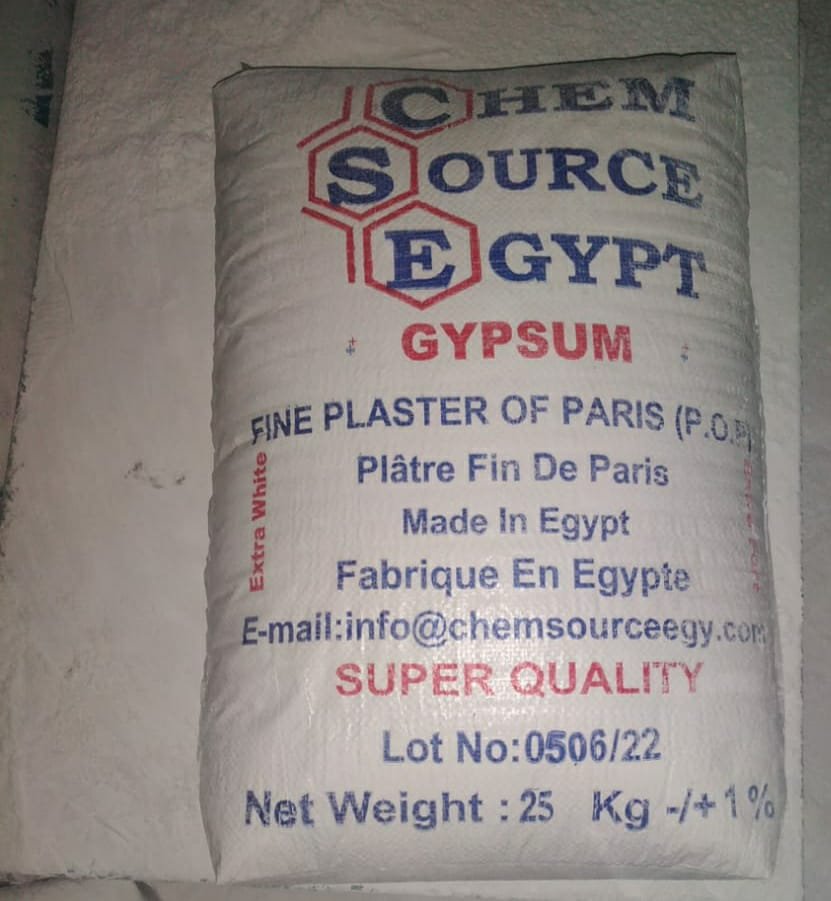 CHEM
SOURCE
EGYPT
GYPSUM
FINE PLASTER OF PARIS (P.O.P)
Plâtre Fin De Paris
Extra White
Made In Egypt
Fabrique En Egypte
E-mail:info@chemsourceegy.com
SUPER QUALITY
Lot No:0506/22
Net Weight : 25 Kg -/+ 1%